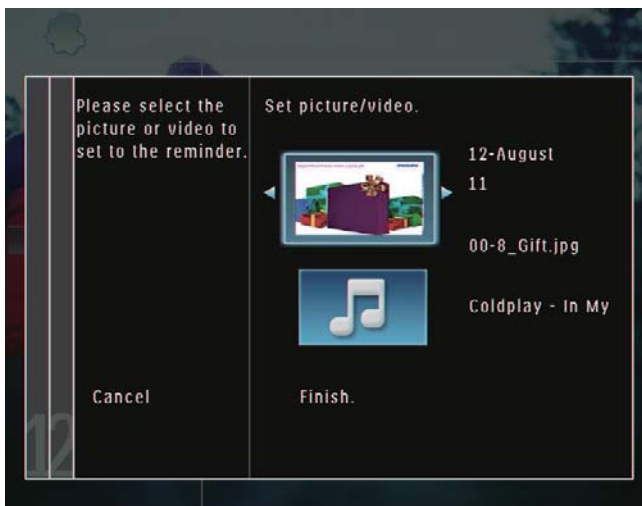 Please select the
picture or video to
set to the reminder.
Set picture/video.
12-August
11
00-8_Gift.jpg
Coldplay - In My
Cancel
Finish.
12